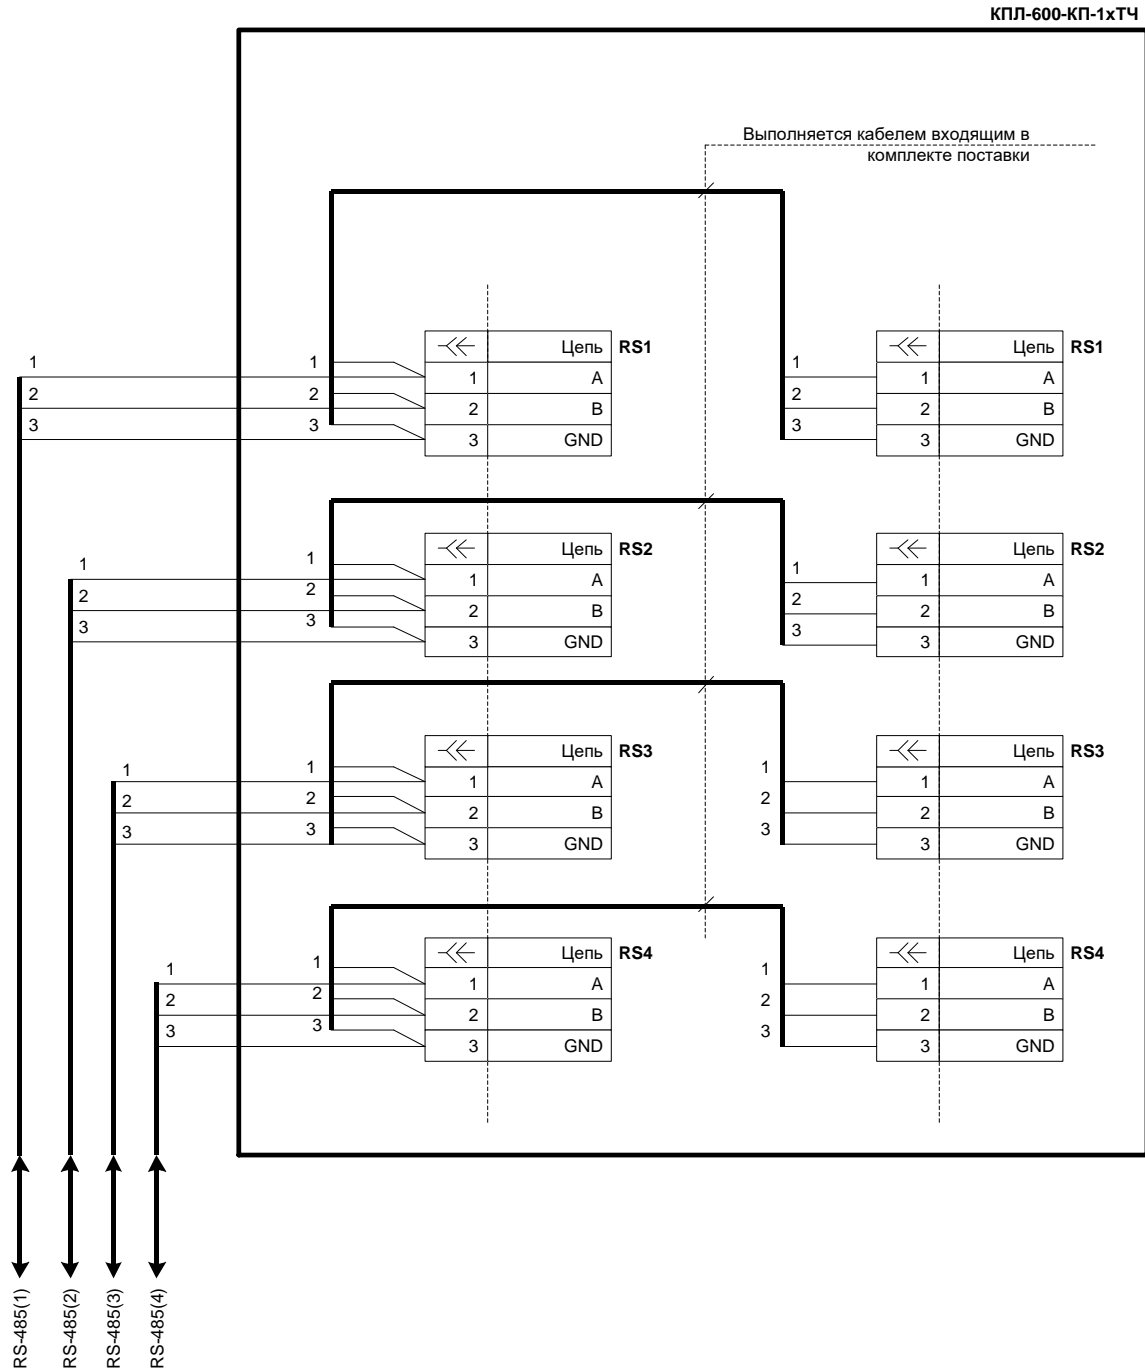 КПЛ-600-КП-1хТЧ
Выполняется кабелем входящим в
комплекте поставки
Цепь RS1
1 A
2 B
3 GND
1
2
3
1
2
3
Цепь RS1
1 A
2 B
3 GND
1
2
3
Цепь RS2
1 A
2 B
3 GND
1
2
3
1
2
3
Цепь RS2
1 A
2 B
3 GND
1
2
3
Цепь RS3
1 A
2 B
3 GND
1
2
3
1
2
3
Цепь RS3
1 A
2 B
3 GND
1
2
3
Цепь RS4
1 A
2 B
3 GND
1
2
3
1
2
3
Цепь RS4
1 A
2 B
3 GND
1
2
3
RS-485(1)
RS-485(2)
RS-485(3)
RS-485(4)